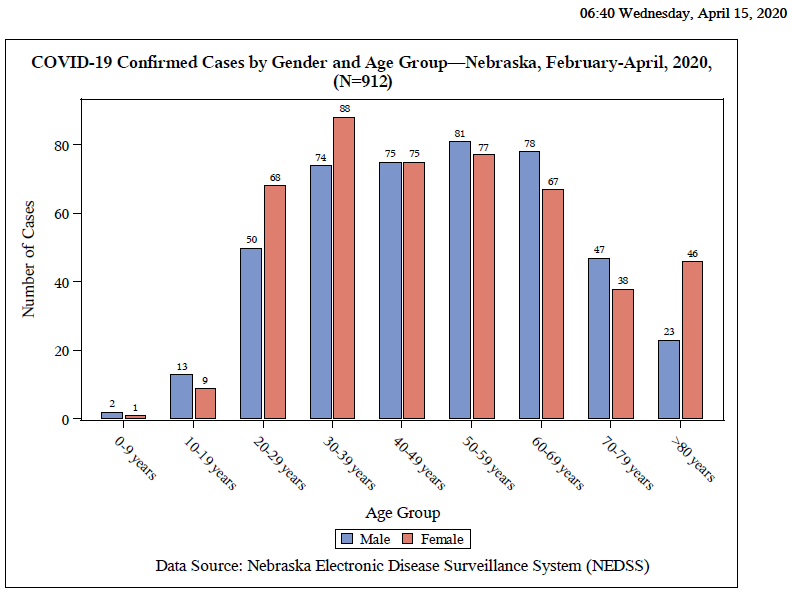 06:40 Wednesday, April 15, 2020
COVID-19 Confirmed Cases by Gender and Age Group—Nebraska, February-April, 2020,
(N=912)
Number of Cases
80
60
40
20
0
2 1
13 9
50 68
74 88
75 75
81 77
78 67
47 38
23 46
0-9 years
10-19 years
20-29 years
30-39 years
40-49 years
50-59 years
60-69 years
70-79 years
>80 years
Age Group
Male Female
Data Source: Nebraska Electronic Disease Surveillance System (NEDSS)